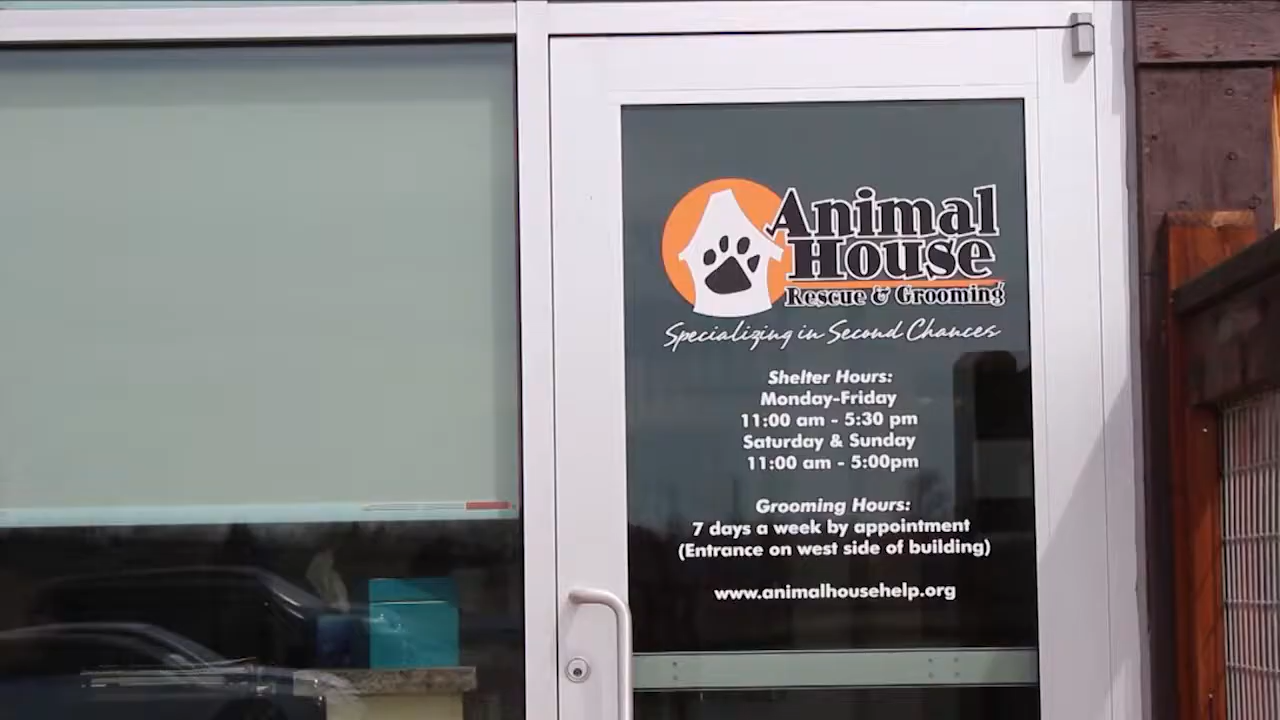 Animal
House
Rescue & Grooming
Specializing in Second Chances
Shelter Hours:
Monday-Friday
11:00 am - 5:30 pm
Saturday & Sunday
11:00 am - 5:00pm
Grooming Hours:
7 days a week by appointment
(Entrance on west side of building)
www.animalhousehelp.org